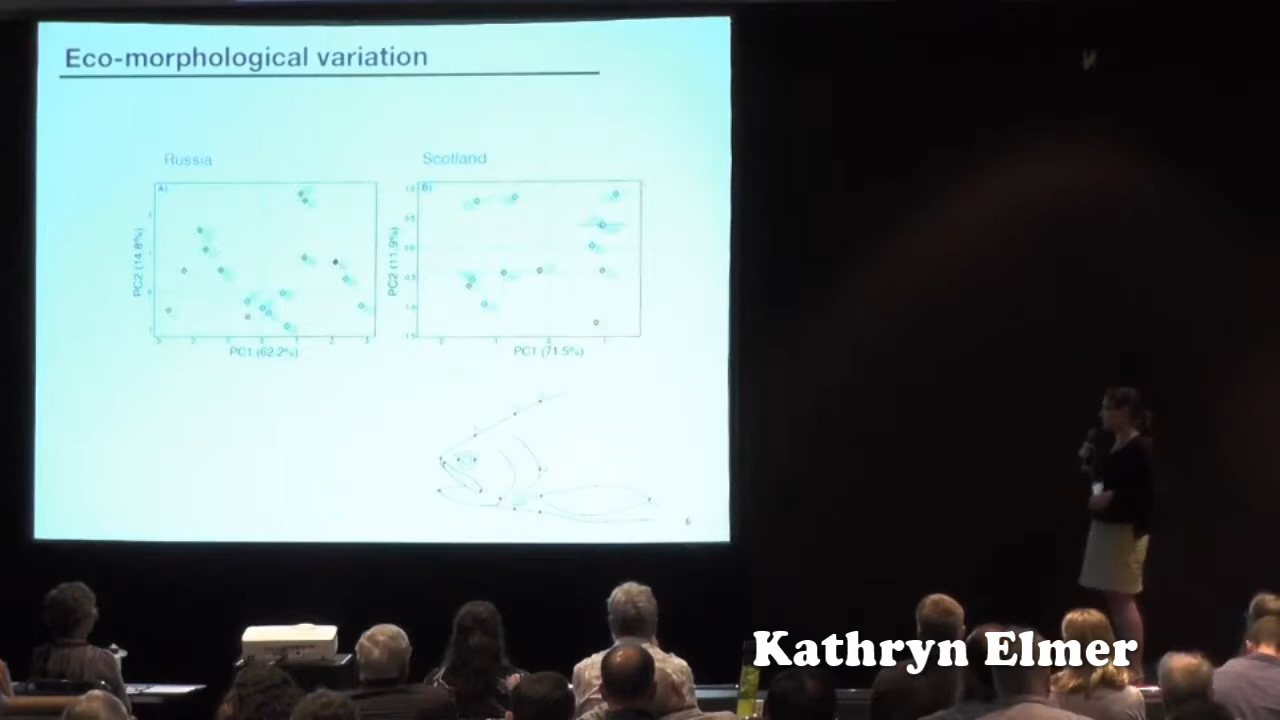 Eco-morphological variation
Russia
Scotland
A)
B)
PC2 (14.8%)
PC2 (11.9%)
PC1 (62.2%)
PC1 (71.5%)
6
Kathryn Elmer